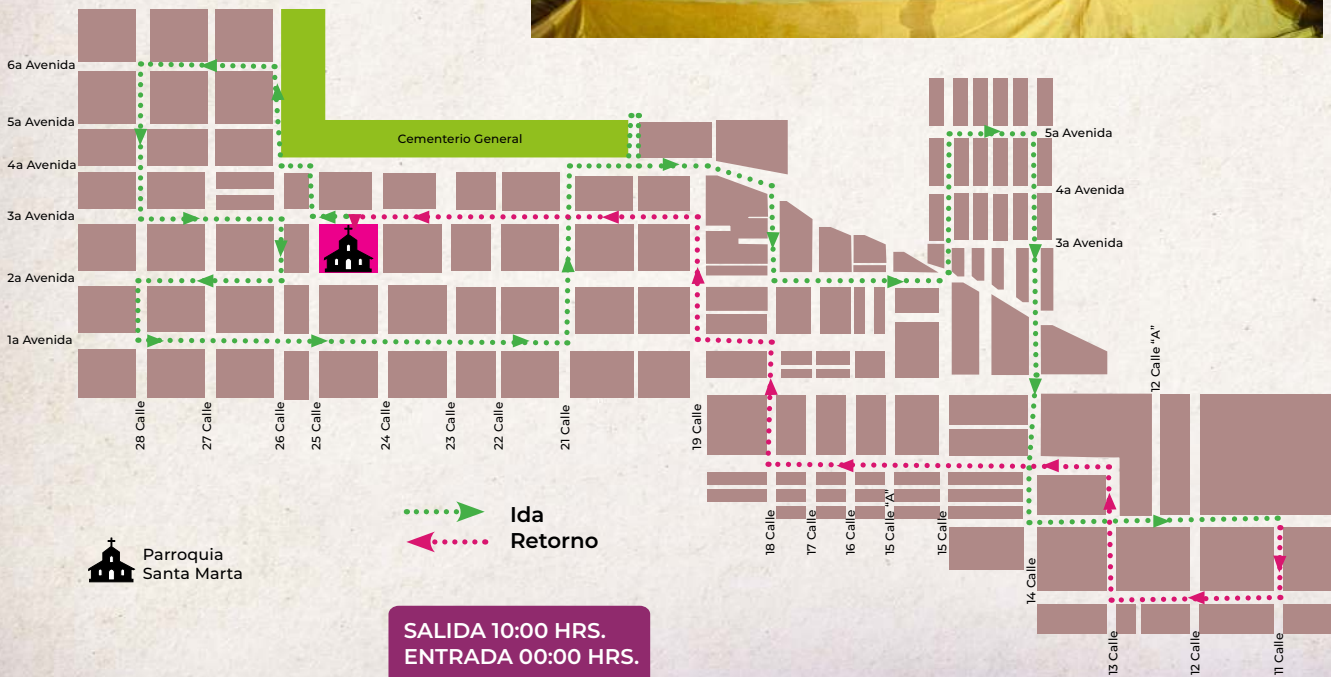 6a Avenida
5a Avenida
4a Avenida
3a Avenida
2a Avenida
1a Avenida
Cementerio General
5a Avenida
4a Avenida
3a Avenida
28 Calle
27 Calle
26 Calle
25 Calle
24 Calle
23 Calle
22 Calle
21 Calle
19 Calle
18 Calle
17 Calle
16 Calle
15 Calle "A"
15 Calle
14 Calle
13 Calle
12 Calle
11 Calle
12 Calle "A"
Ida
Retorno
Parroquia
Santa Marta
SALIDA 10:00 HRS.
ENTRADA 00:00 HRS.